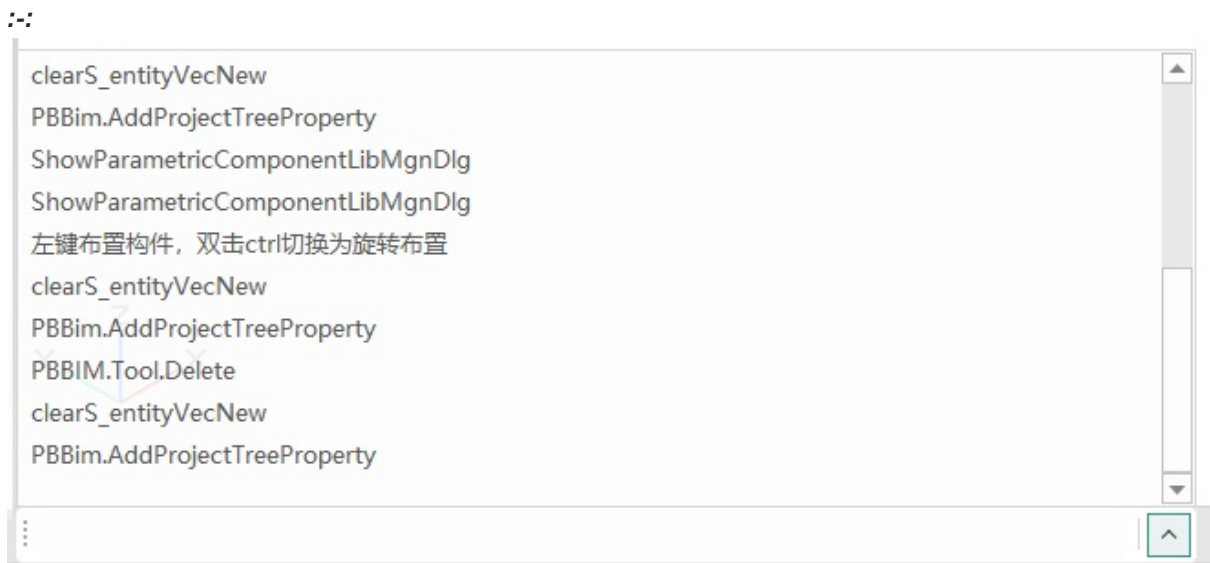 :-:
clearS_entityVecNew
PBBim.AddProjectTreeProperty
ShowParametricComponentLibMgnDlg
ShowParametricComponentLibMgnDlg
左键布置构件，双击ctrl切换为旋转布置
clearS_entityVecNew
PBBim.AddProjectTreeProperty
PBBIM.Tool.Delete
clearS_entityVecNew
PBBim.AddProjectTreeProperty